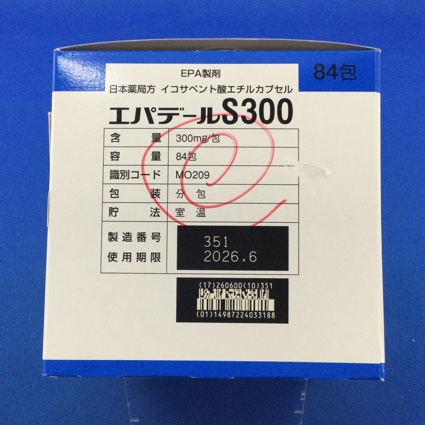 EPA製剤
84包
日本薬局方 イコサペント酸エチルカプセル
エパデールS300
含量 300mg/包
容量 84包
識別コード MO209
包装 分包
貯法 室温
製造番号 351
使用期限 2026.6
(17)260600(10)351
(01)14987224033188